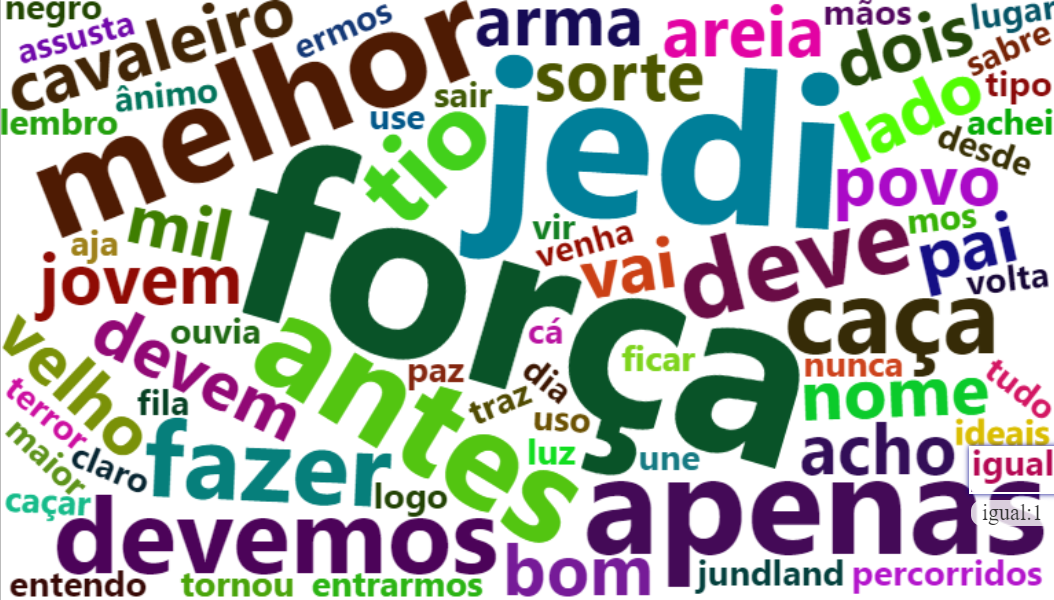 negro
assusta
cavaleiro
ermos
arma
areia
mãos
dois
lugar
sabre
tipo
achei
desde
lembro
ânimo
melhor
sair
use
sorte
tio
jedi
lado
povo
mos
pai
volta
aja
mil
jovem
força
vir
venha
vai
deve
caça
velho
devem
ouvia
antes
cá
ficar
nunca
nome
tudo
terror
fila
paz
dia
traz
uso
ideais
maior
claro
caçar
fazer
logo
luz
une
acho
igual
igual:1
devemos
apenas
bom
jundland
percorridos
entendo
tornou
entrarmos